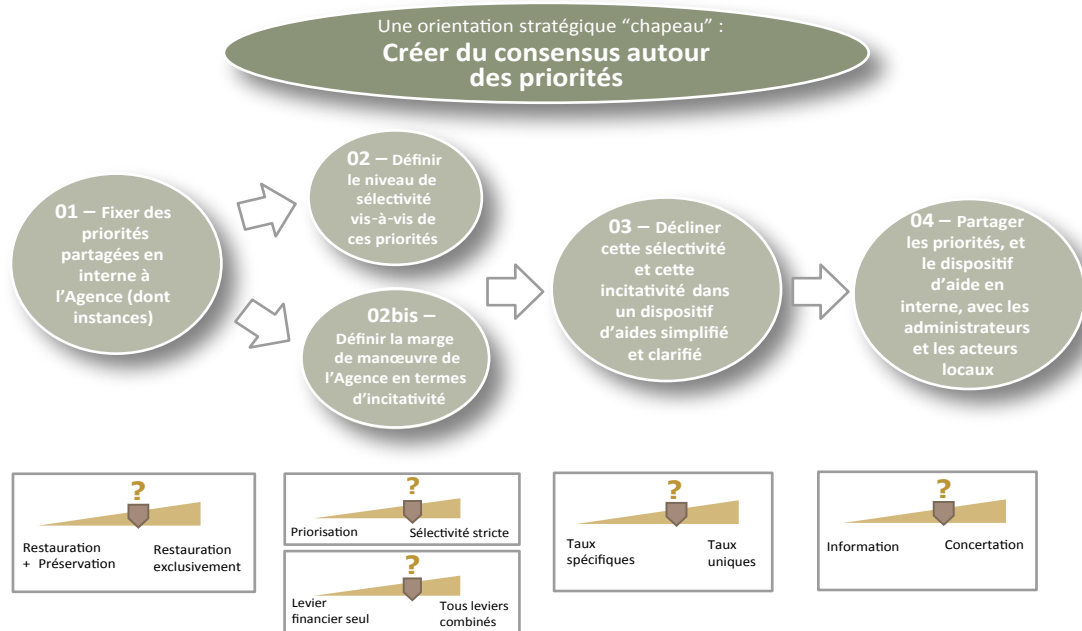 Une orientation stratégique “chapeau” :
Créer du consensus autour
des priorités
01 – Fixer des
priorités
partagées en
interne à
l’Agence (dont
instances)
02 – Définir
le niveau de
sélectivité
vis-à-vis de
ces priorités
02bis –
Définir la marge
de manœuvre de
l’Agence en termes
d’incitativité
03 – Décliner
cette sélectivité
et cette
incitativité dans
un dispositif
d’aides simplifié
et clarifié
04 – Partager
les priorités, et
le dispositif
d’aide en
interne, avec les
administrateurs
et les acteurs
locaux
?
Restauration
+ Préservation
Restauration
exclusivement
?
Priorisation
Sélectivité stricte
?
Levier
financier seul
Tous leviers
combinés
?
Taux
spécifiques
Taux
uniques
?
Information
Concertation